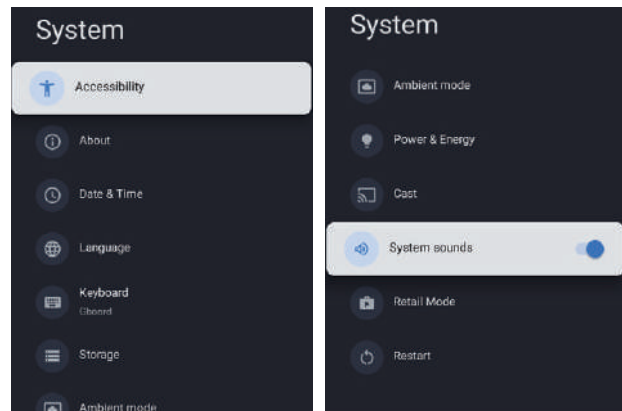 System
Accessibility
About
Date & Time
Language
Keyboard
Gboard
Storage
Ambient mode
System
Ambient mode
Power & Energy
Cast
System sounds
Retail Mode
Restart